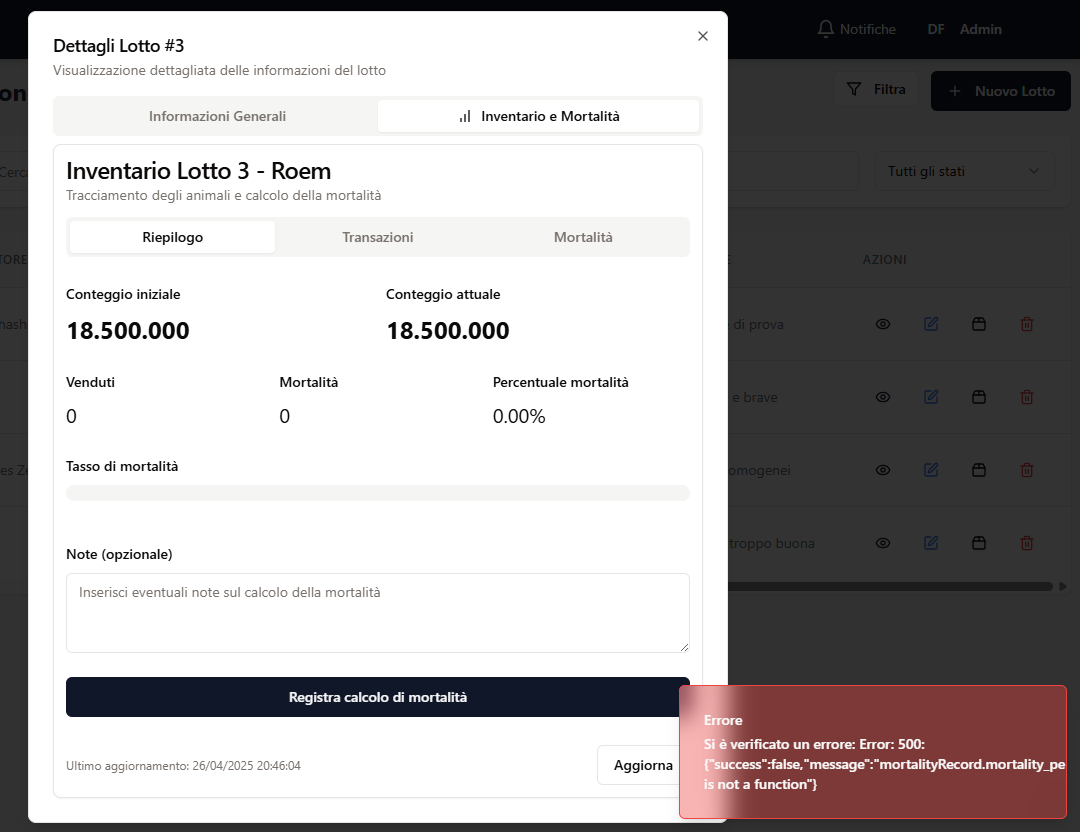 Notifiche
DF
Admin
Filtra
Nuovo Lotto
Tutti gli stati
AZIONI
di prova
e brave
omogenei
troppo buona
Dettagli Lotto #3
Visualizzazione dettagliata delle informazioni del lotto
Informazioni Generali
Inventario e Mortalità
Inventario Lotto 3 - Roem
Tracciamento degli animali e calcolo della mortalità
Riepilogo
Transazioni
Mortalità
Conteggio iniziale
Conteggio attuale
18.500.000
18.500.000
Venduti
Mortalità
Percentuale mortalità
0
0
0.00%
Tasso di mortalità
Note (opzionale)
Inserisci eventuali note sul calcolo della mortalità
Registra calcolo di mortalità
Ultimo aggiornamento: 26/04/2025 20:46:04
Aggiorna
Errore
Si è verificato un errore: Error: 500:
{"success":false,"message":"mortalityRecord.mortality_pe
is not a function"}